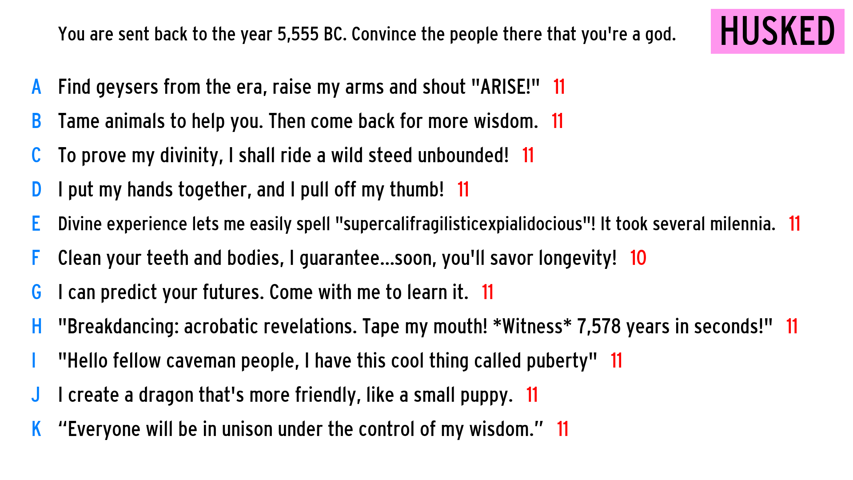 You are sent back to the year 5,555 BC. Convince the people there that you're a god.
HUSKED
A Find geysers from the era, raise my arms and shout "ARISE!" 11
B Tame animals to help you. Then come back for more wisdom. 11
C To prove my divinity, I shall ride a wild steed unbounded! 11
D I put my hands together, and I pull off my thumb! 11
E Divine experience lets me easily spell "supercalifragilisticexpialidocious"! It took several milennia. 11
F Clean your teeth and bodies, I guarantee...soon, you'll savor longevity! 10
G I can predict your futures. Come with me to learn it. 11
H "Breakdancing: acrobatic revelations. Tape my mouth! *Witness* 7,578 years in seconds!" 11
I "Hello fellow caveman people, I have this cool thing called puberty" 11
J I create a dragon that's more friendly, like a small puppy. 11
K “Everyone will be in unison under the control of my wisdom.” 11